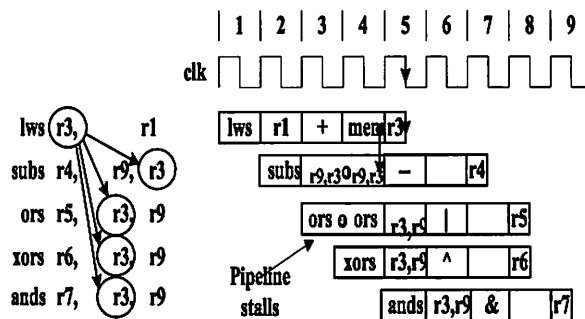 1 2 3 4 5 6 7 8 9
clk
lws r3, r1 lws r1 + mem r3
subs r4, r9, r3 subs r9,r3 o r9,r3 − r4
ors r5, r3, r9 ors o ors r3,r9 | r5
xors r6, r3, r9 xors r3,r9 ^ r6
ands r7, r3, r9 ands r3,r9 & r7
Pipeline
stalls